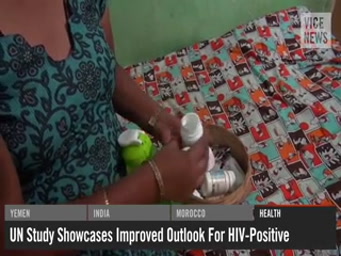 VICE
NEWS
YEMEN INDIA MOROCCO HEALTH
UN Study Showcases Improved Outlook For HIV-Positive